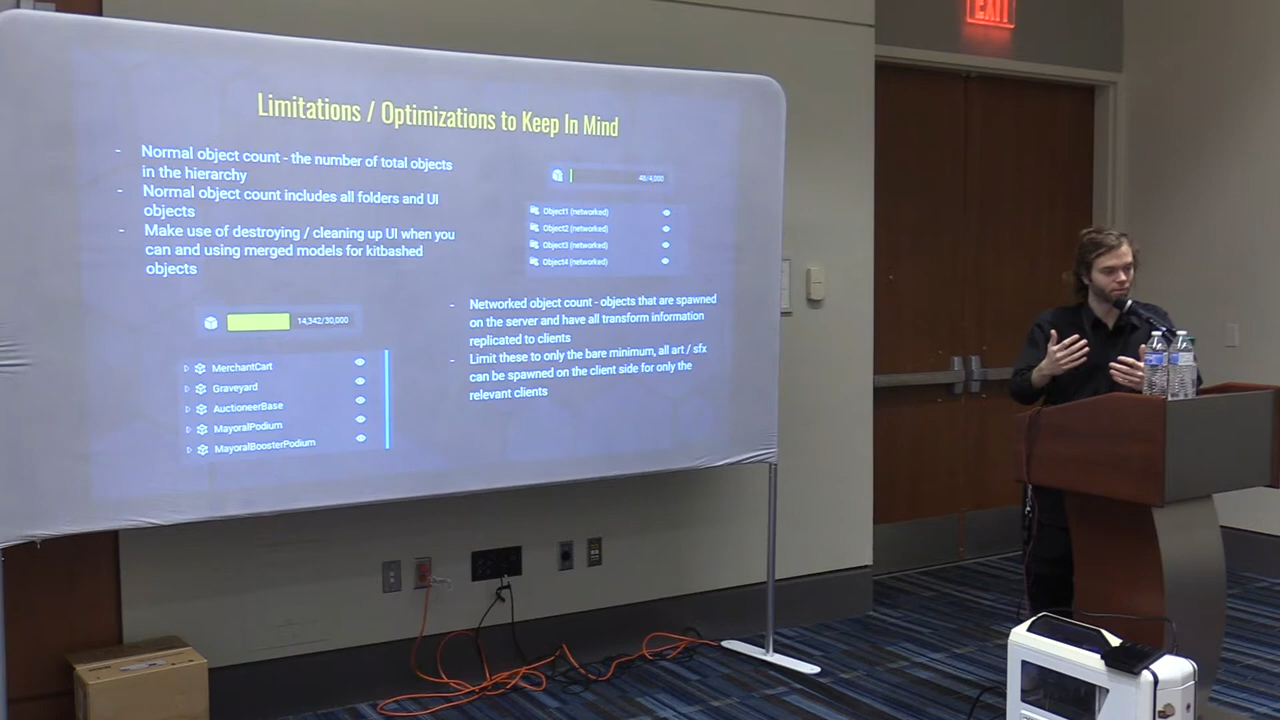 EXIT
Limitations / Optimizations to Keep In Mind
- Normal object count - the number of total objects
in the hierarchy
- Normal object count includes all folders and UI
objects
- Make use of destroying / cleaning up UI when you
can and using merged models for kitbashed
objects
14,342/30,000
MerchantCart
Graveyard
AuctioneerBase
MayoralPodium
MayoralBoosterPodium
/4,000
Object1 (networked)
Object2 (networked)
Object3 (networked)
Object4 (networked)
- Networked object count - objects that are spawned
on the server and have all transform information
replicated to clients
- Limit these to only the bare minimum, all art / sfx
can be spawned on the client side for only the
relevant clients